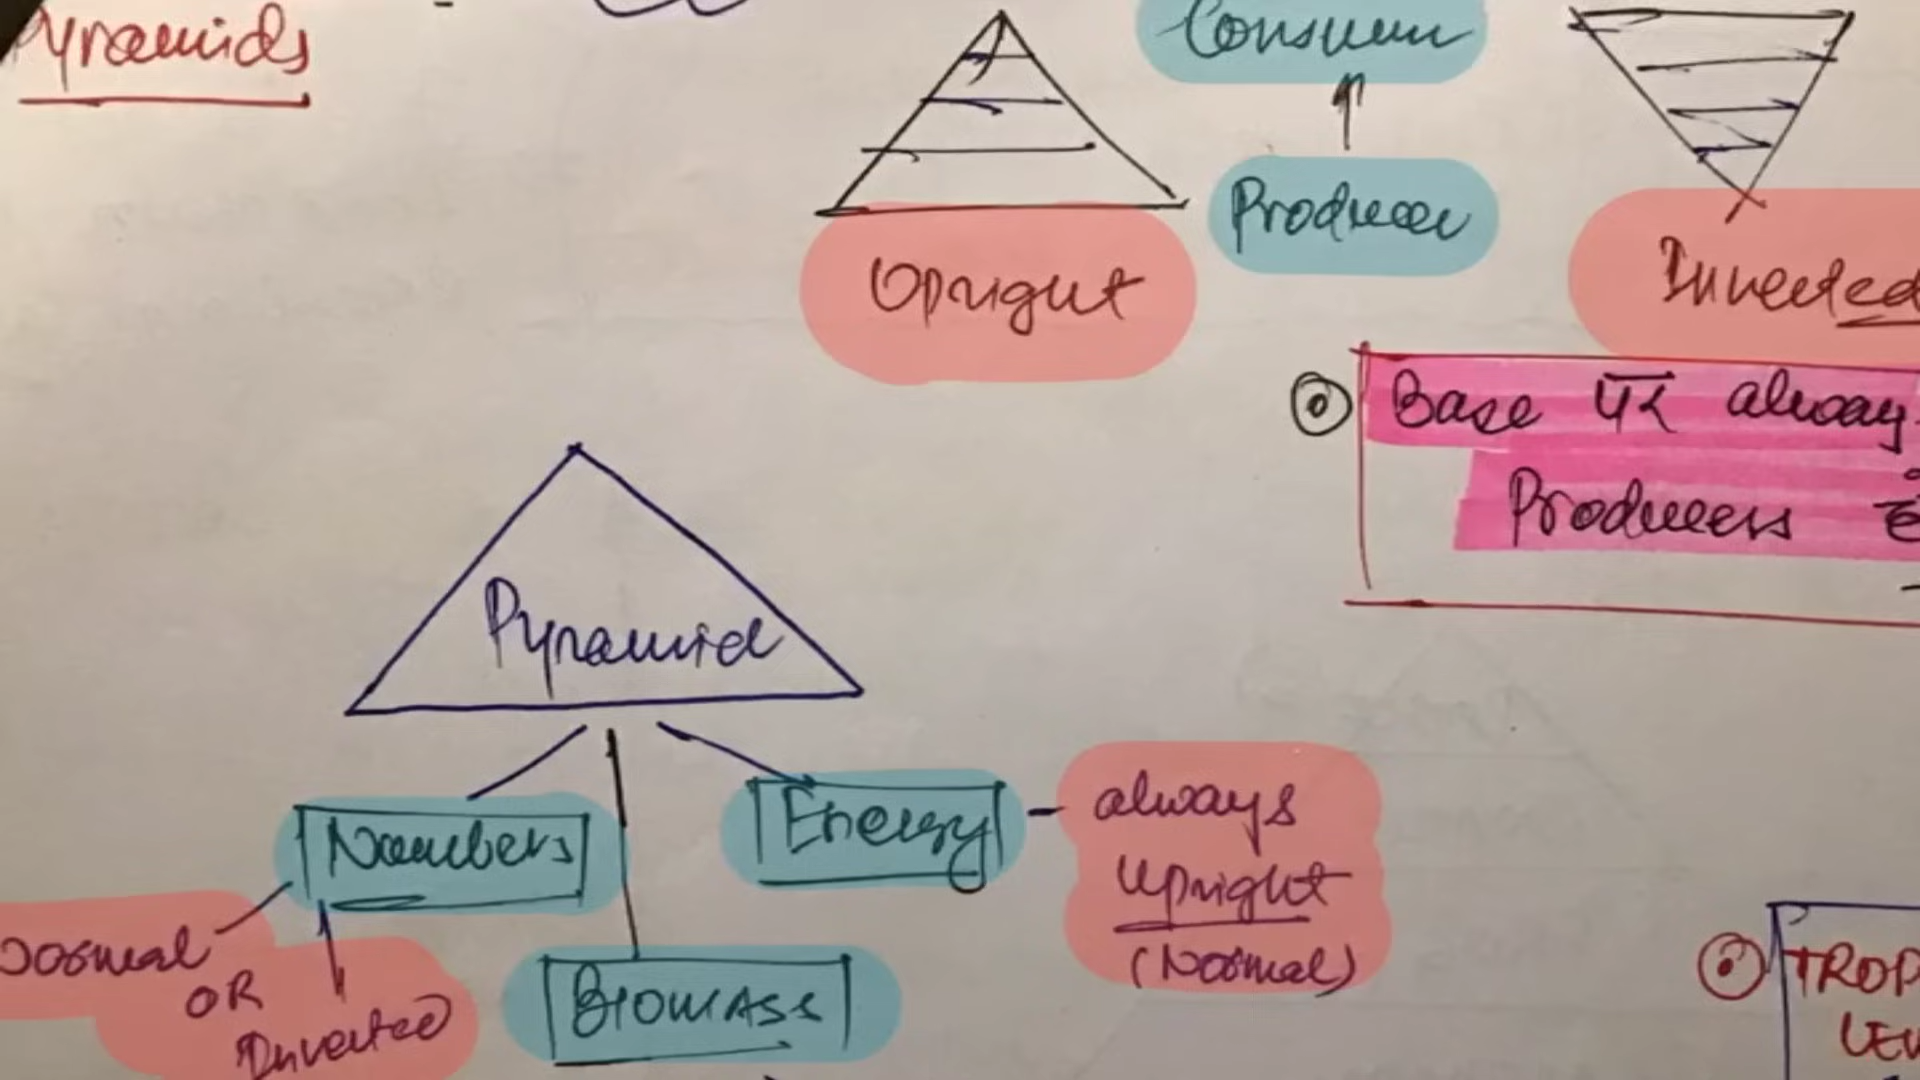 Pyramids
Consumer
Producer
Upright
Inverted
Base पर always
Producers
Pyramid
Numbers
Energy
always
Upright
(Normal)
Normal
OR
Inverted
BIOMASS
TROP
LEV